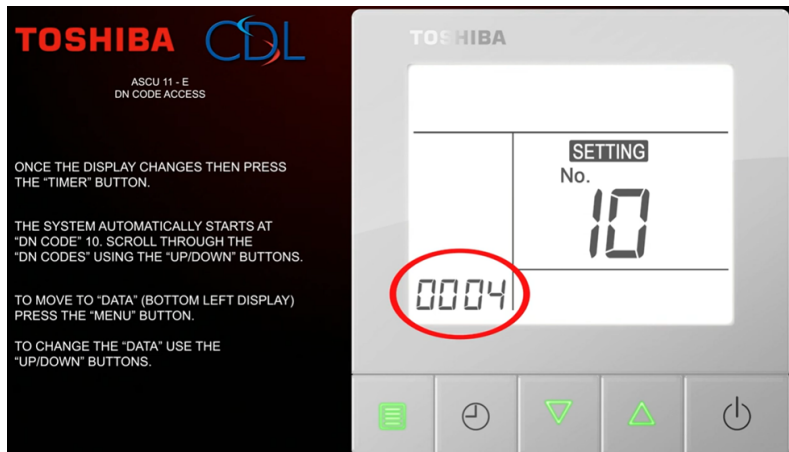 TOSHIBA CDL
ASCU 11 - E
DN CODE ACCESS
ONCE THE DISPLAY CHANGES THEN PRESS
THE “TIMER” BUTTON.
THE SYSTEM AUTOMATICALLY STARTS AT
“DN CODE” 10. SCROLL THROUGH THE
“DN CODES” USING THE “UP/DOWN” BUTTONS.
TO MOVE TO “DATA” (BOTTOM LEFT DISPLAY)
PRESS THE “MENU” BUTTON.
TO CHANGE THE “DATA” USE THE
“UP/DOWN” BUTTONS.
TOSHIBA
SETTING
No.
10
0004